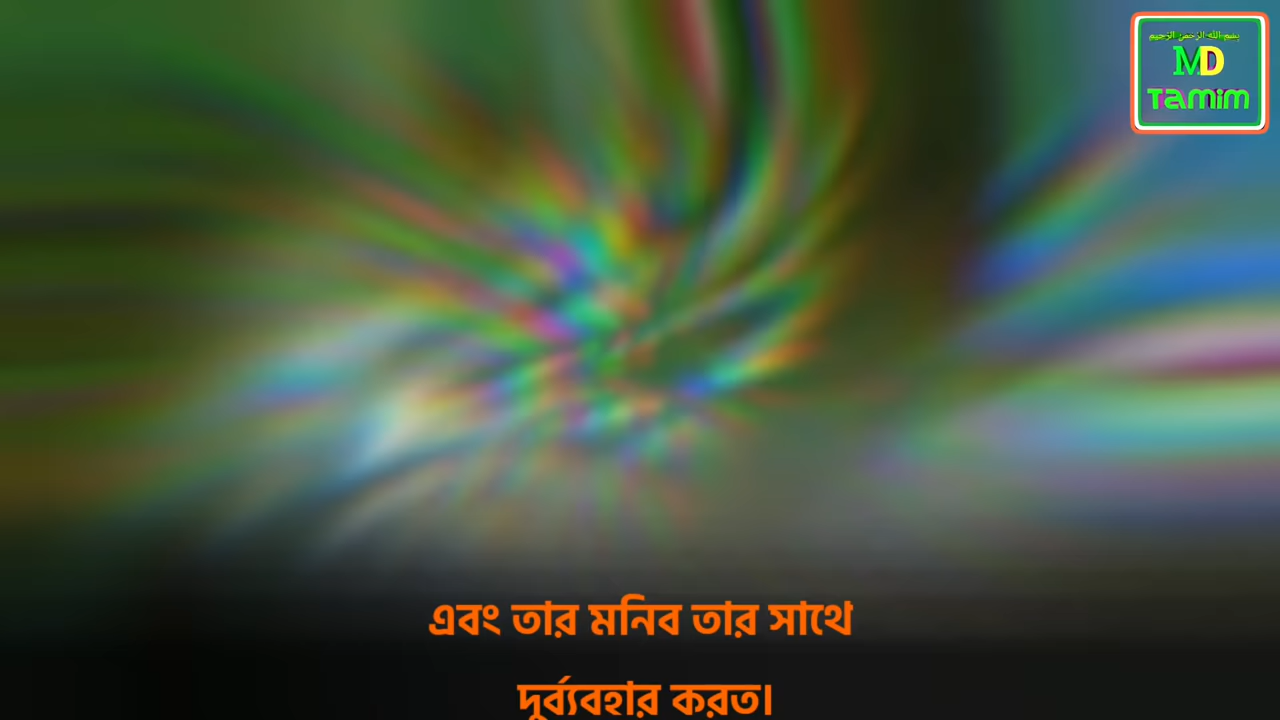 بسم الله الرحمن الرحيم
MD
Tamim
এবং তার মনিব তার সাথে
দুর্ব্যবহার করত।